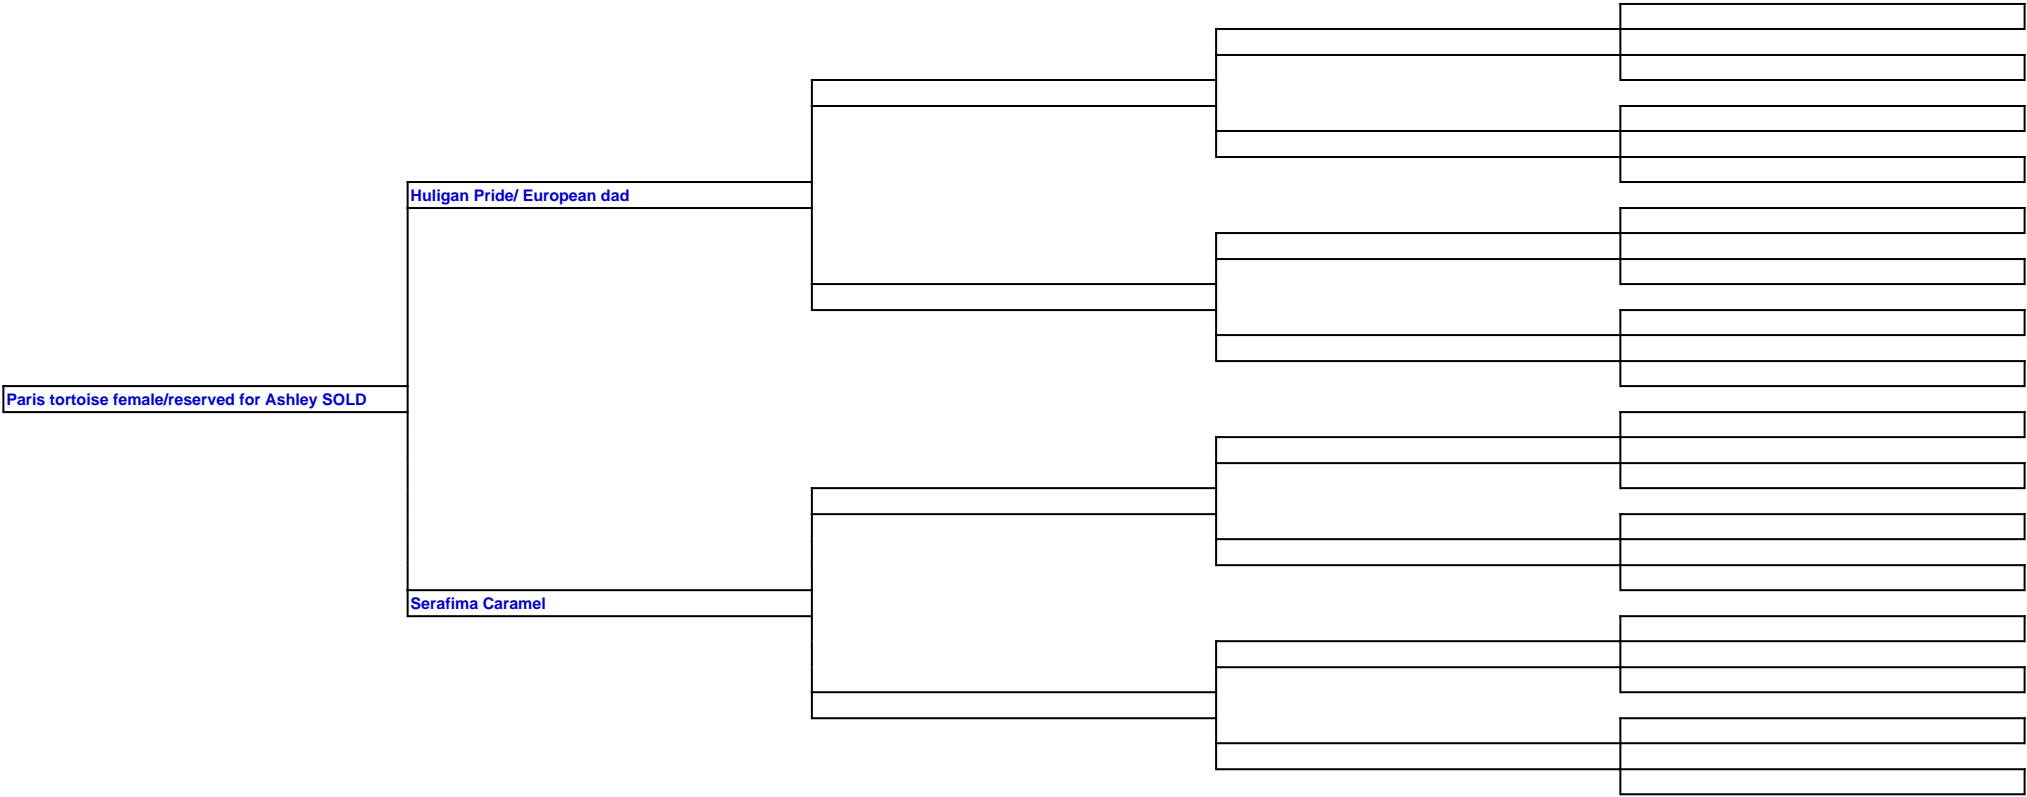 Huligan Pride/ European dad
Paris tortoise female/reserved for Ashley SOLD
Serafima Caramel